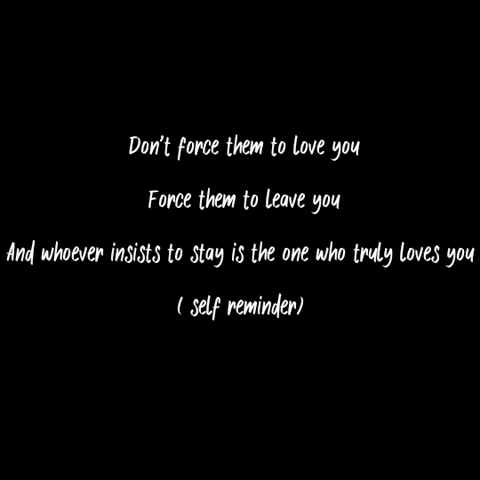 Don't force them to love you
Force them to leave you
And whoever insists to stay is the one who truly loves you
( self reminder)